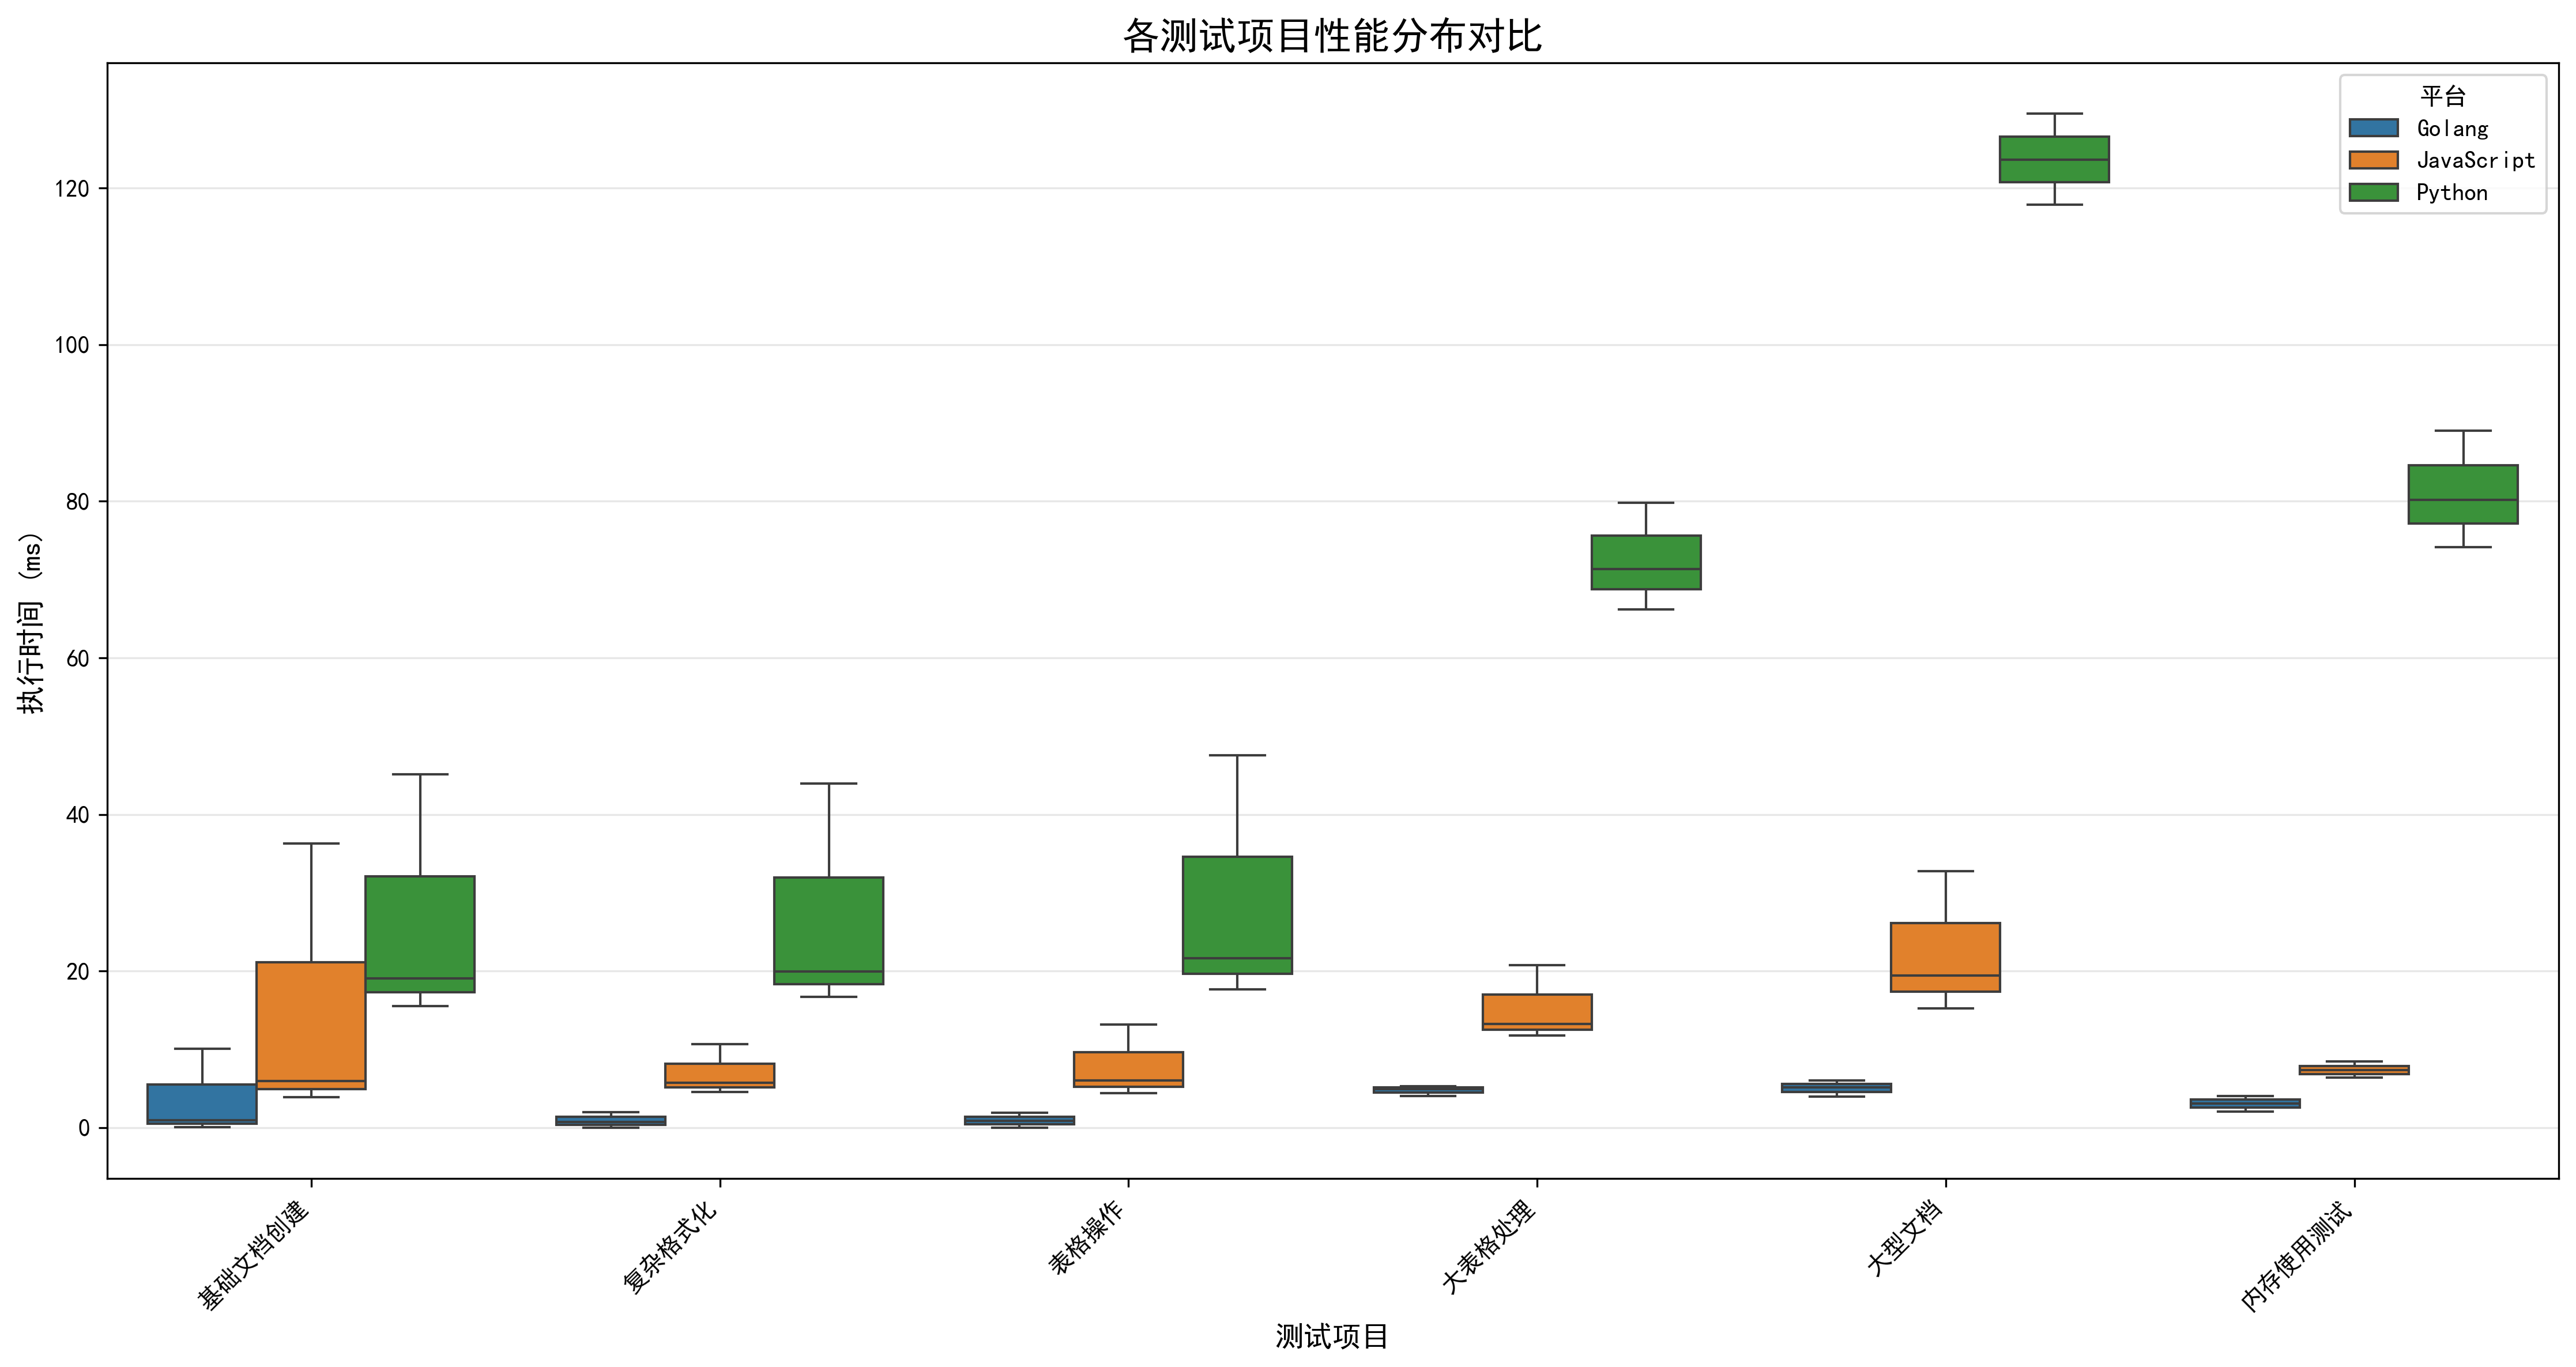 各测试项目性能分布对比
平台
Golang
JavaScript
Python
执行时间 (ms)
120
100
80
60
40
20
0
基础文档创建
复杂格式化
表格操作
大表格处理
大型文档
内存使用测试
测试项目